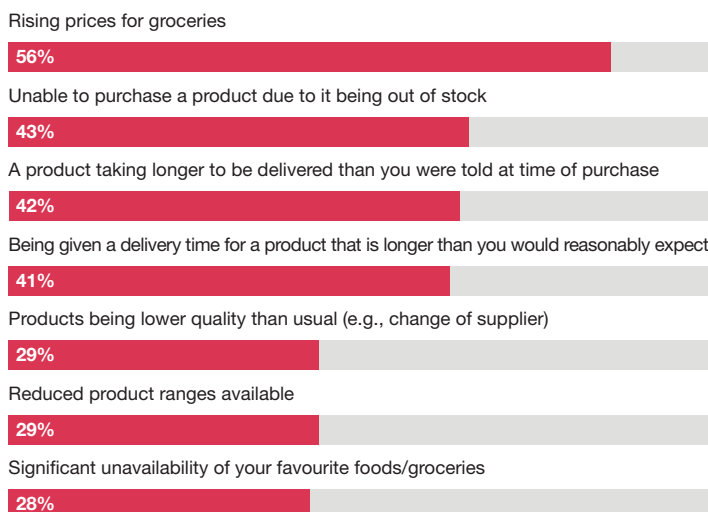 Rising prices for groceries
56%
Unable to purchase a product due to it being out of stock
43%
A product taking longer to be delivered than you were told at time of purchase
42%
Being given a delivery time for a product that is longer than you would reasonably expect
41%
Products being lower quality than usual (e.g., change of supplier)
29%
Reduced product ranges available
29%
Significant unavailability of your favourite foods/groceries
28%